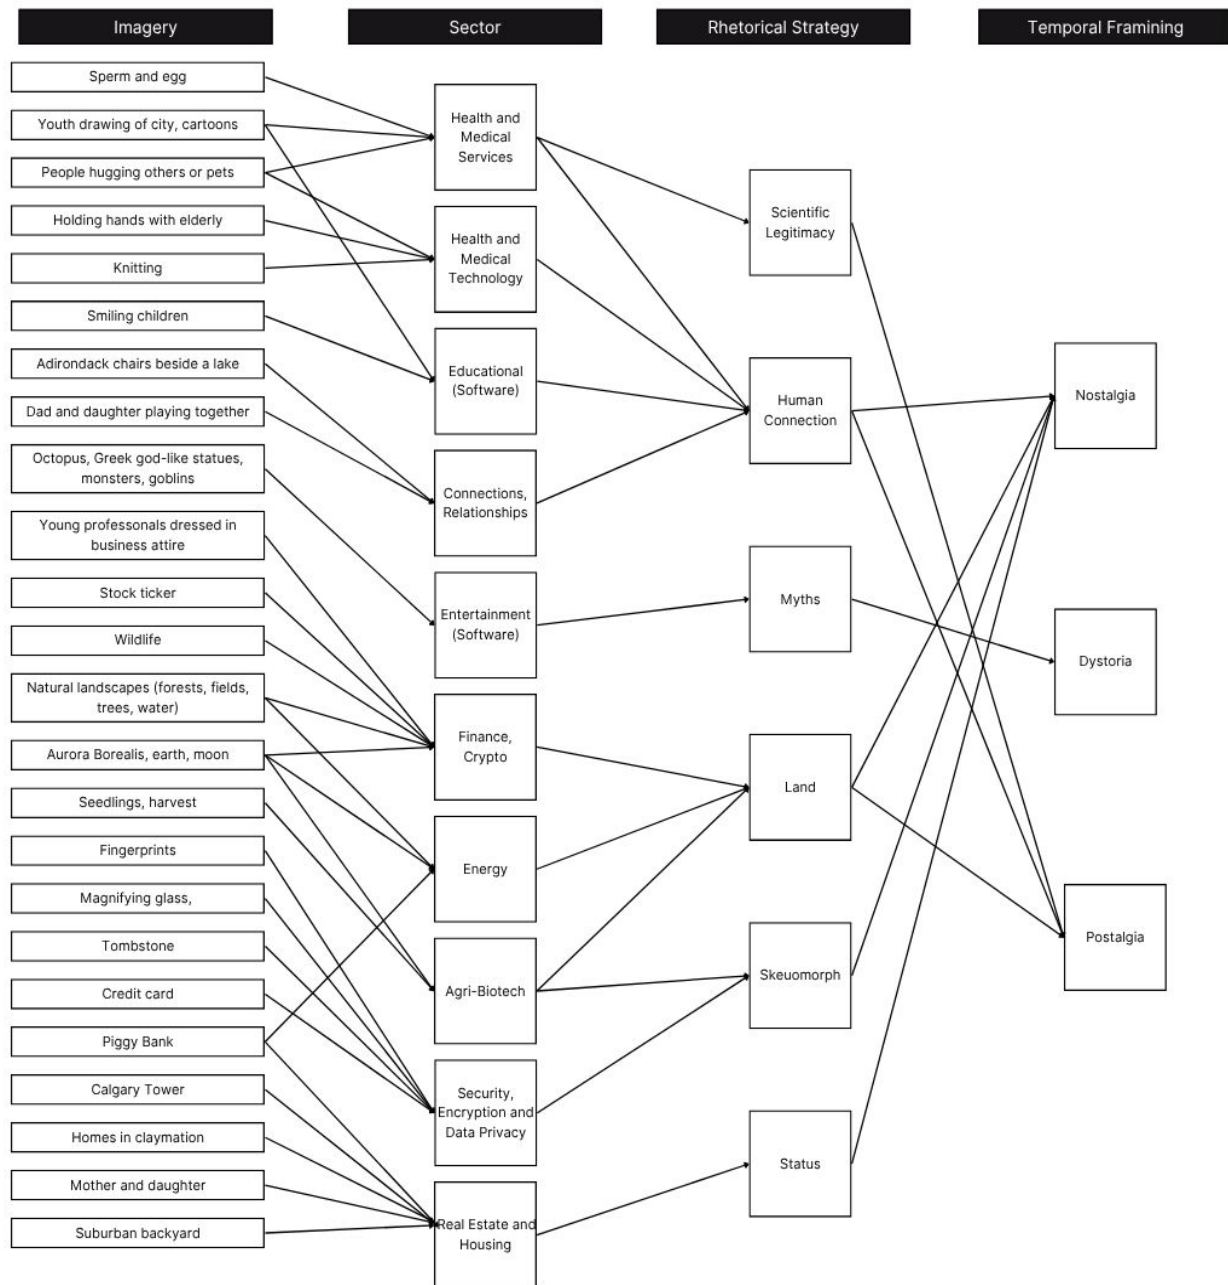 Imagery
Sector
Rhetorical Strategy
Temporal Framining
Sperm and egg
Youth drawing of city, cartoons
People hugging others or pets
Holding hands with elderly
Knitting
Smiling children
Adirondack chairs beside a lake
Dad and daughter playing together
Octopus, Greek god-like statues,
monsters, goblins
Young professonals dressed in
business attire
Stock ticker
Wildlife
Natural landscapes (forests, fields,
trees, water)
Aurora Borealis, earth, moon
Seedlings, harvest
Fingerprints
Magnifying glass,
Tombstone
Credit card
Piggy Bank
Calgary Tower
Homes in claymation
Mother and daughter
Suburban backyard
Health and
Medical
Services
Health and
Medical
Technology
Educational
(Software)
Connections,
Relationships
Entertainment
(Software)
Finance,
Crypto
Energy
Agri-Biotech
Security,
Encryption and
Data Privacy
Real Estate and
Housing
Scientific
Legitimacy
Human
Connection
Myths
Land
Skeuomorph
Status
Nostalgia
Dystoria
Postalgia